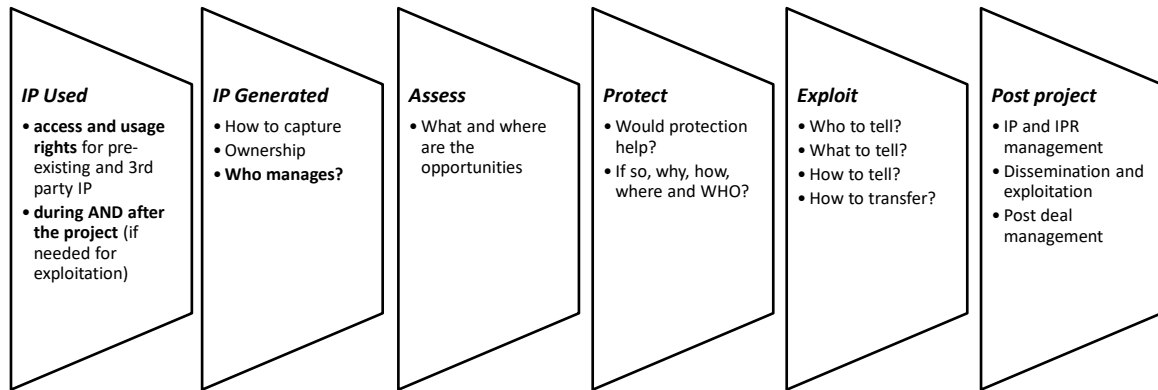 IP Used
• access and usage
rights for pre-
existing and 3rd
party IP
• during AND after
the project (if
needed for
exploitation)
IP Generated
• How to capture
• Ownership
• Who manages?
Assess
• What and where
are the
opportunities
Protect
• Would protection
help?
• If so, why, how,
where and WHO?
Exploit
• Who to tell?
• What to tell?
• How to tell?
• How to transfer?
Post project
• IP and IPR
management
• Dissemination and
exploitation
• Post deal
management